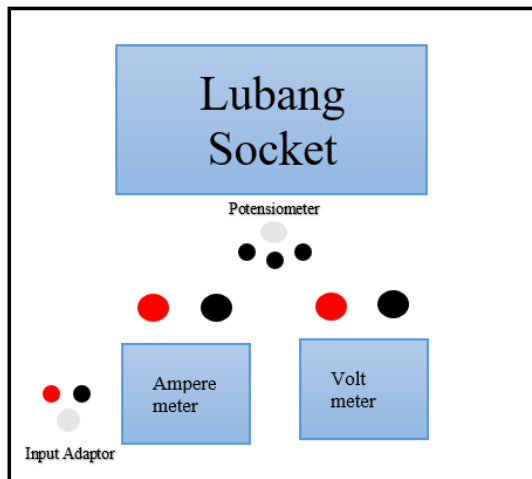 Lubang
Socket
Potensiometer
Ampere
meter
Volt
meter
Input Adaptor